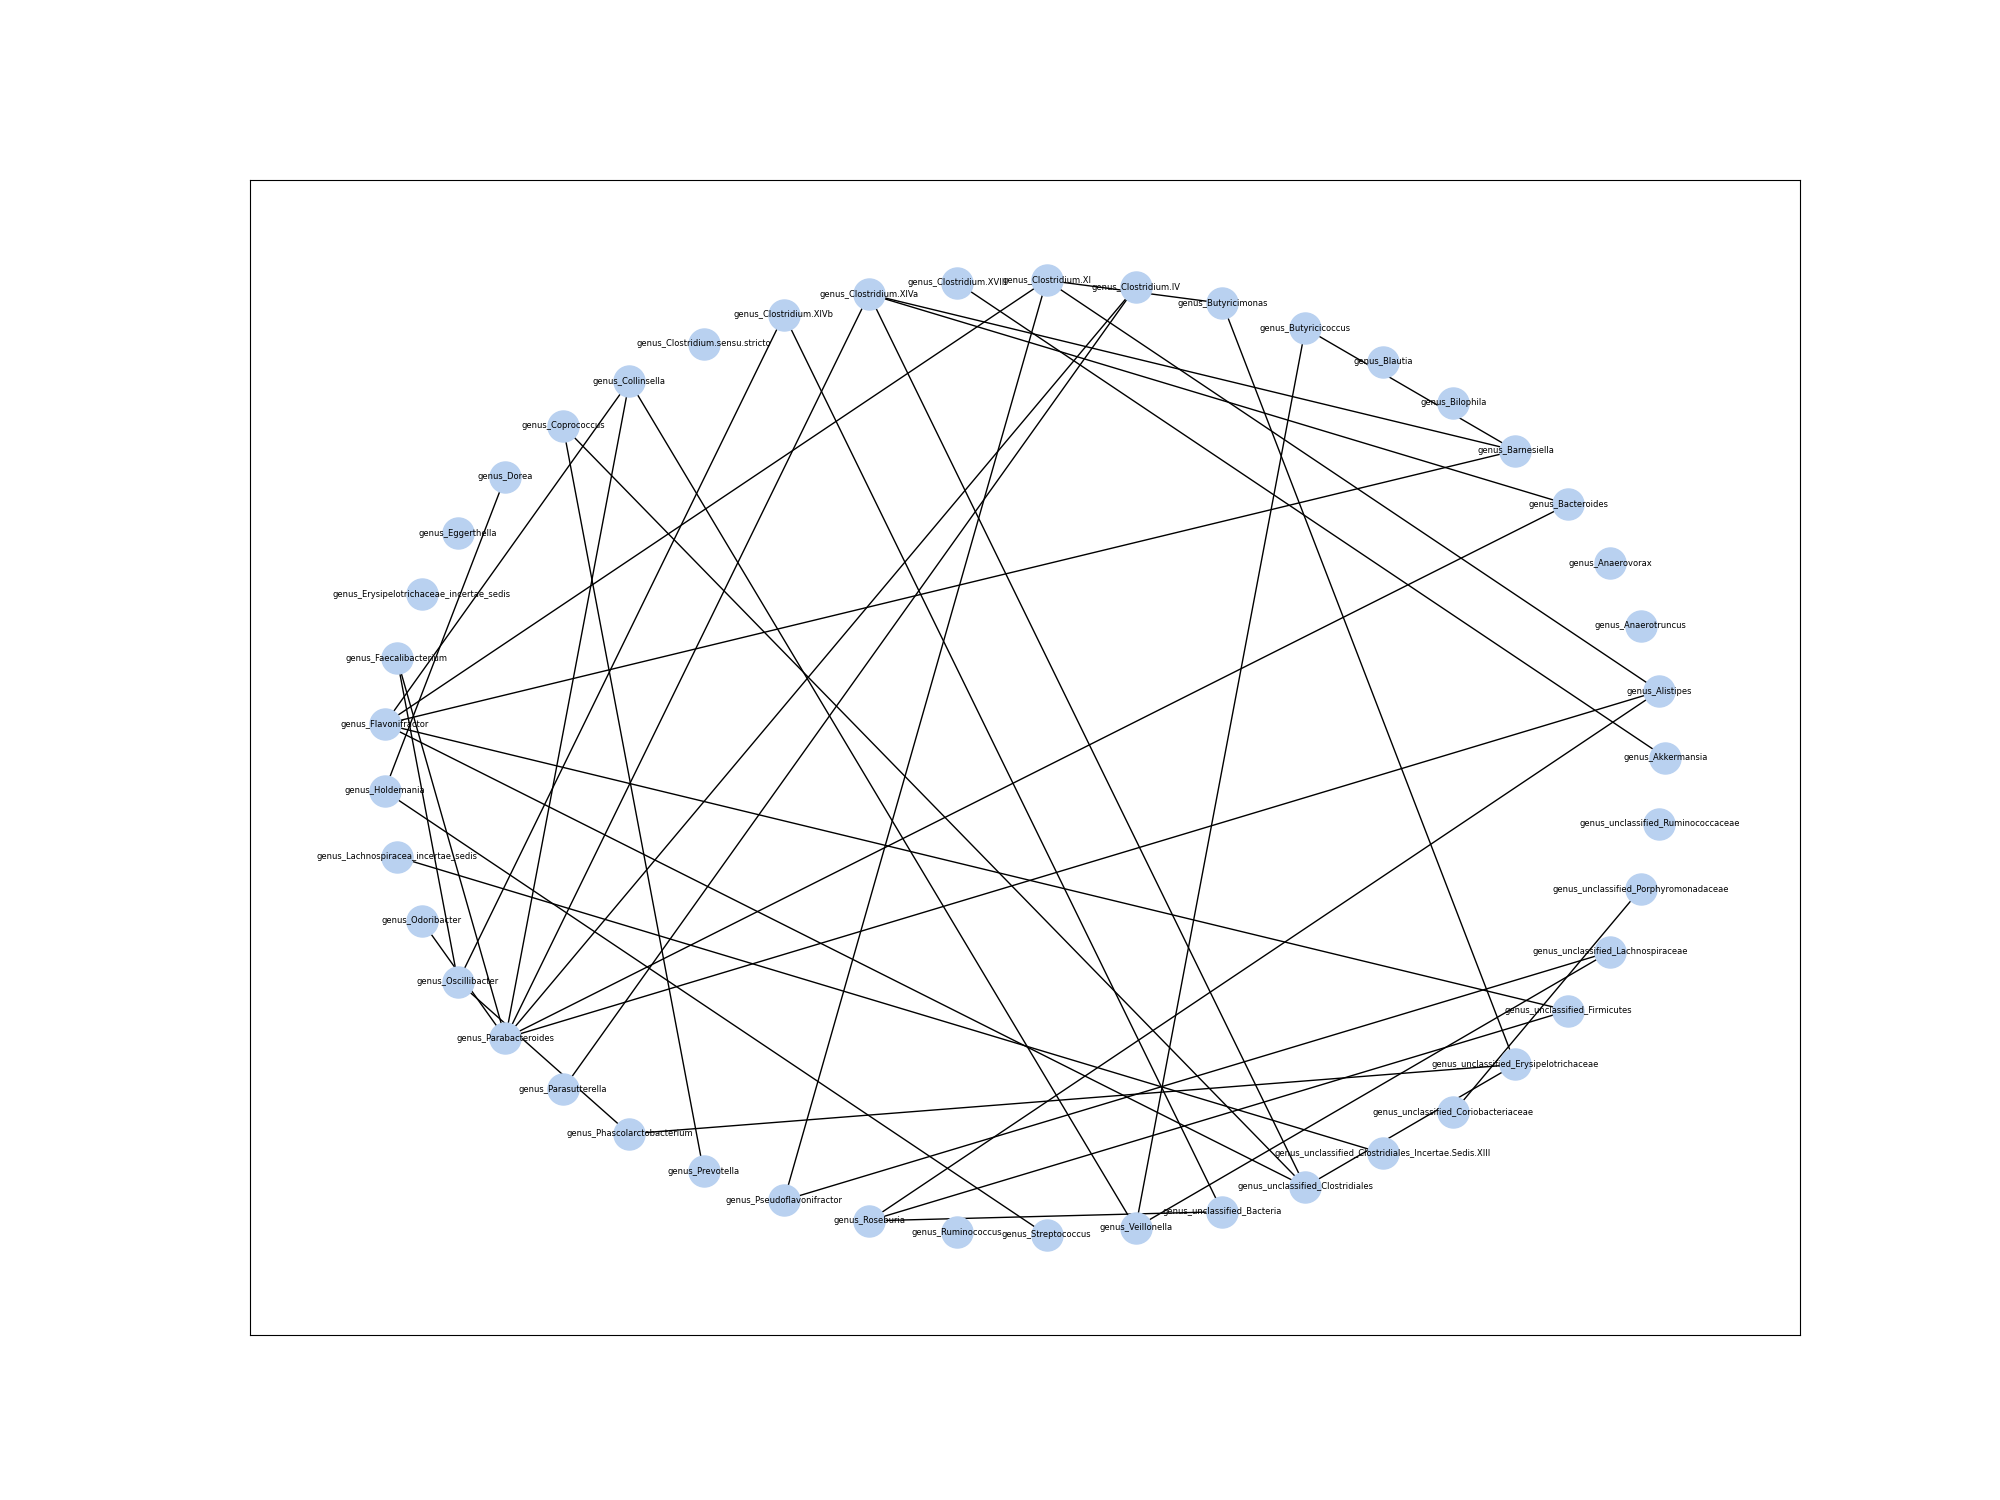 genus_Clostridium.XI
genus_Clostridium.XVIII
genus_Clostridium.IV
genus_Clostridium.XIVa
genus_Butyricimonas
genus_Clostridium.XIVb
genus_Butyricicoccus
genus_Clostridium.sensu.stricto
genus_Blautia
genus_Collinsella
genus_Bilophila
genus_Coprococcus
genus_Barnesiella
genus_Dorea
genus_Bacteroides
genus_Eggerthella
genus_Anaerovorax
genus_Erysipelotrichaceae_incertae_sedis
genus_Anaerotruncus
genus_Faecalibacterium
genus_Alistipes
genus_Flavonifractor
genus_Akkermansia
genus_Holdemania
genus_unclassified_Ruminococcaceae
genus_Lachnospiracea_incertae_sedis
genus_unclassified_Porphyromonadaceae
genus_Odoribacter
genus_unclassified_Lachnospiraceae
genus_Oscillibacter
genus_unclassified_Firmicutes
genus_Parabacteroides
genus_unclassified_Erysipelotrichaceae
genus_Parasutterella
genus_unclassified_Coriobacteriaceae
genus_Phascolarctobacterium
genus_unclassified_Clostridiales_Incertae.Sedis.XIII
genus_Prevotella
genus_unclassified_Clostridiales
genus_Pseudoflavonifractor
genus_unclassified_Bacteria
genus_Roseburia
genus_Veillonella
genus_Ruminococcus
genus_Streptococcus